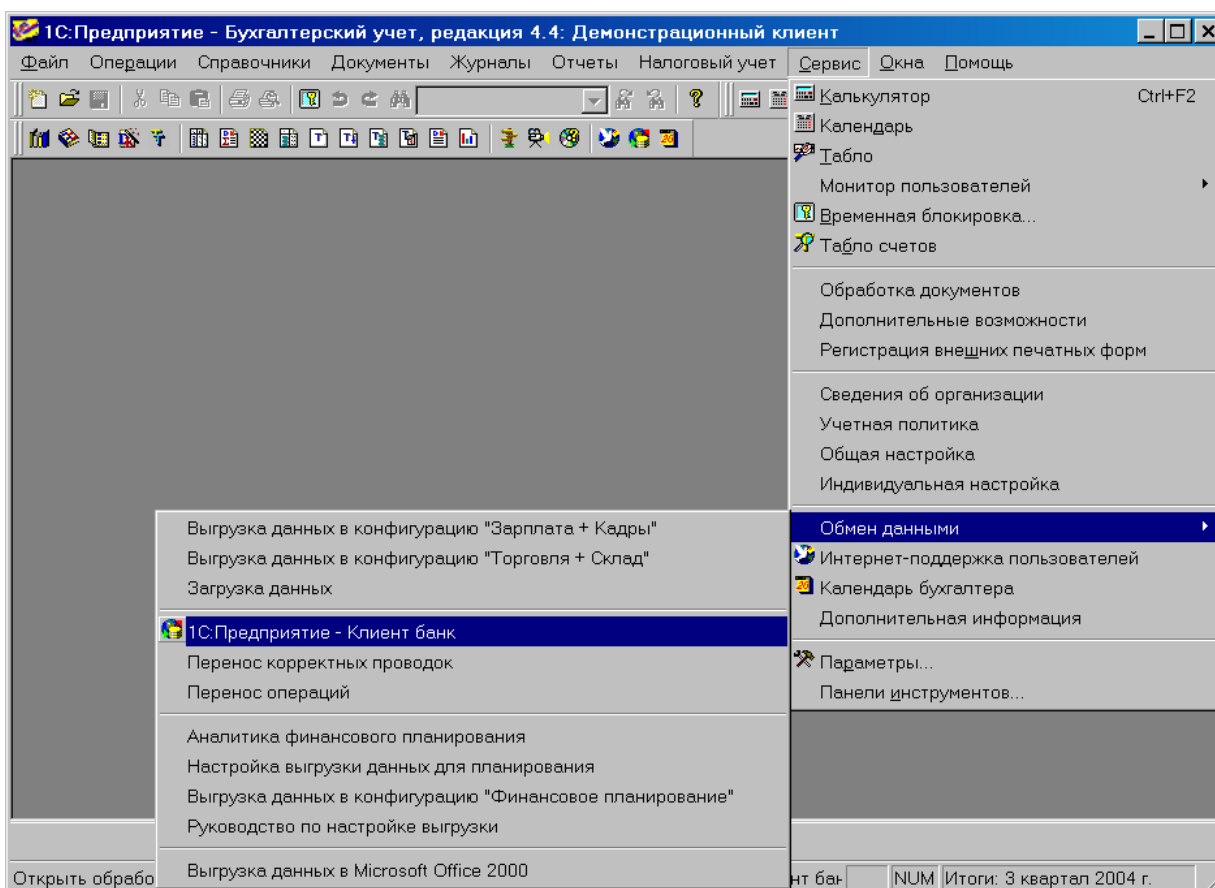 1С:Предприятие - Бухгалтерский учет, редакция 4.4: Демонстрационный клиент
Файл Операции Справочники Документы Журналы Отчеты Налоговый учет Сервис Окна Помощь
Калькулятор Ctrl+F2
Календарь
Табло
Монитор пользователей
Временная блокировка...
Табло счетов
Обработка документов
Дополнительные возможности
Регистрация внешних печатных форм
Сведения об организации
Учетная политика
Общая настройка
Индивидуальная настройка
Обмен данными
Интернет-поддержка пользователей
Календарь бухгалтера
Дополнительная информация
Параметры...
Панели инструментов...
Выгрузка данных в конфигурацию "Зарплата + Кадры"
Выгрузка данных в конфигурацию "Торговля + Склад"
Загрузка данных
1С:Предприятие - Клиент банк
Перенос корректных проводок
Перенос операций
Аналитика финансового планирования
Настройка выгрузки данных для планирования
Выгрузка данных в конфигурацию "Финансовое планирование"
Руководство по настройке выгрузки
Выгрузка данных в Microsoft Office 2000
Открыть обрабо нт бан NUM Итоги: 3 квартал 2004 г.